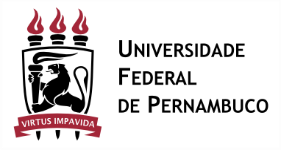 UNIVERSIDADE
FEDERAL
DE PERNAMBUCO
VIRTUS IMPAVIDA